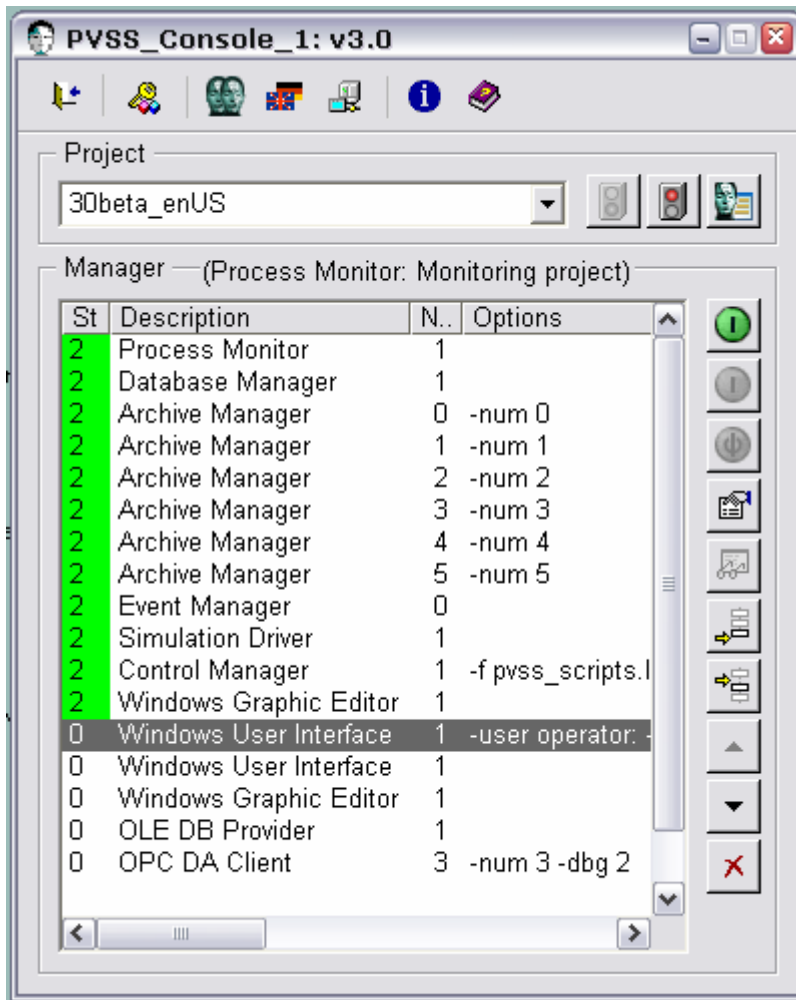 PVSS_Console_1: v3.0
Project
30beta_enUS
Manager (Process Monitor: Monitoring project)
St Description N.. Options
2 Process Monitor 1
2 Database Manager 1
2 Archive Manager 0 -num 0
2 Archive Manager 1 -num 1
2 Archive Manager 2 -num 2
2 Archive Manager 3 -num 3
2 Archive Manager 4 -num 4
2 Archive Manager 5 -num 5
2 Event Manager 0
2 Simulation Driver 1
2 Control Manager 1 -f pvss_scripts.l
2 Windows Graphic Editor 1
0 Windows User Interface 1 -user operator: -
0 Windows User Interface 1
0 Windows Graphic Editor 1
0 OLE DB Provider 1
0 OPC DA Client 3 -num 3 -dbg 2